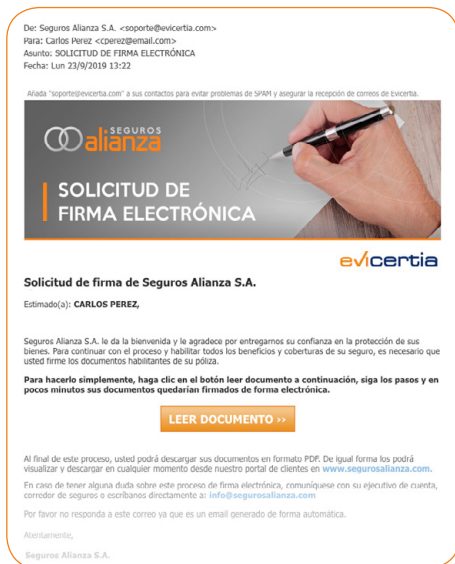 De: Seguros Alianza S.A. <soporte@evicertia.com>
Para: Carlos Perez <cperez@email.com>
Asunto: SOLICITUD DE FIRMA ELECTRÓNICA
Fecha: Lun 23/9/2019 13:22
Añada "soporte@evicertia.com" a sus contactos para evitar problemas de SPAM y asegurar la recepción de correos de Evicertia.
SEGUROS
alianza
SOLICITUD DE
FIRMA ELECTRÓNICA
evicertia
Solicitud de firma de Seguros Alianza S.A.
Estimado(a): CARLOS PEREZ,
Seguros Alianza S.A. le da la bienvenida y le agradece por entregarnos su confianza en la protección de sus
bienes. Para continuar con el proceso y habilitar todos los beneficios y coberturas de su seguro, es necesario que
usted firme los documentos habilitantes de su póliza.
Para hacerlo simplemente, haga clic en el botón leer documento a continuación, siga los pasos y en
pocos minutos sus documentos quedarían firmados de forma electrónica.
LEER DOCUMENTO ››
Al final de este proceso, usted podrá descargar sus documentos en formato PDF. De igual forma los podrá
visualizar y descargar en cualquier momento desde nuestro portal de clientes en www.segurosalianza.com.
En caso de tener alguna duda sobre este proceso de firma electrónica, comuníquese con su ejecutivo de cuenta,
corredor de seguros o escríbanos directamente a: info@segurosalianza.com
Por favor no responda a este correo ya que es un email generado de forma automática.
Atentamente,
Seguros Alianza S.A.